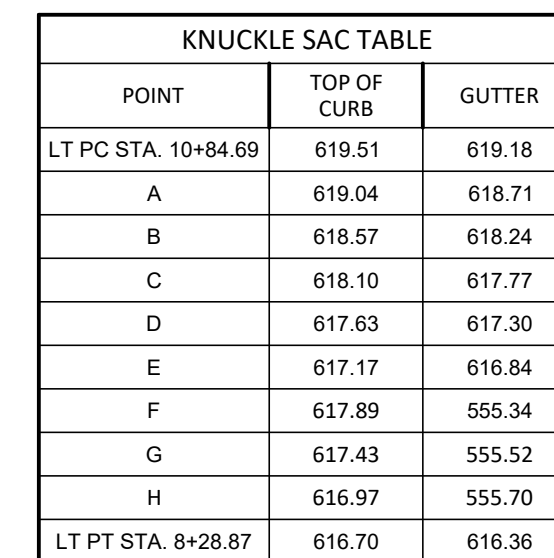 KNUCKLE SAC TABLE
POINT TOP OF CURB GUTTER
LT PC STA. 10+84.69 619.51 619.18
A 619.04 618.71
B 618.57 618.24
C 618.10 617.77
D 617.63 617.30
E 617.17 616.84
F 617.89 555.34
G 617.43 555.52
H 616.97 555.70
LT PT STA. 8+28.87 616.70 616.36